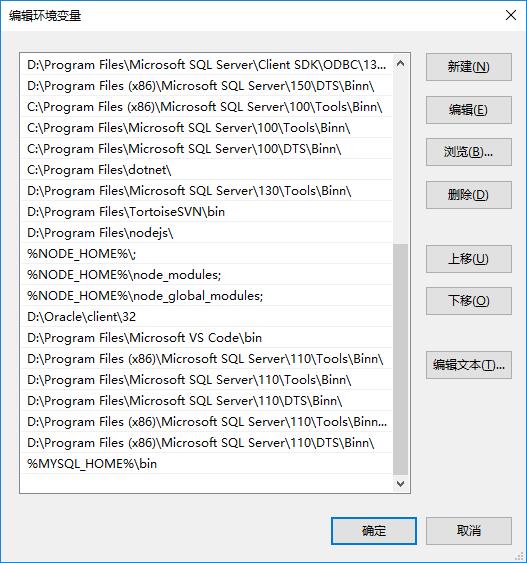 编辑环境变量
D:\Program Files\Microsoft SQL Server\Client SDK\ODBC\13...
D:\Program Files (x86)\Microsoft SQL Server\150\DTS\Binn\
C:\Program Files (x86)\Microsoft SQL Server\100\Tools\Binn\
C:\Program Files\Microsoft SQL Server\100\Tools\Binn\
C:\Program Files\Microsoft SQL Server\100\DTS\Binn\
C:\Program Files\dotnet\
D:\Program Files\Microsoft SQL Server\130\Tools\Binn\
D:\Program Files\TortoiseSVN\bin
D:\Program Files\nodejs\
%NODE_HOME%\;
%NODE_HOME%\node_modules;
%NODE_HOME%\node_global_modules;
D:\Oracle\client\32
D:\Program Files\Microsoft VS Code\bin
D:\Program Files (x86)\Microsoft SQL Server\110\Tools\Binn\
D:\Program Files\Microsoft SQL Server\110\Tools\Binn\
D:\Program Files\Microsoft SQL Server\110\DTS\Binn\
D:\Program Files (x86)\Microsoft SQL Server\110\Tools\Binn...
D:\Program Files (x86)\Microsoft SQL Server\110\DTS\Binn\
%MYSQL_HOME%\bin
新建(N)
编辑(E)
浏览(B)...
删除(D)
上移(U)
下移(O)
编辑文本(T)...
确定
取消